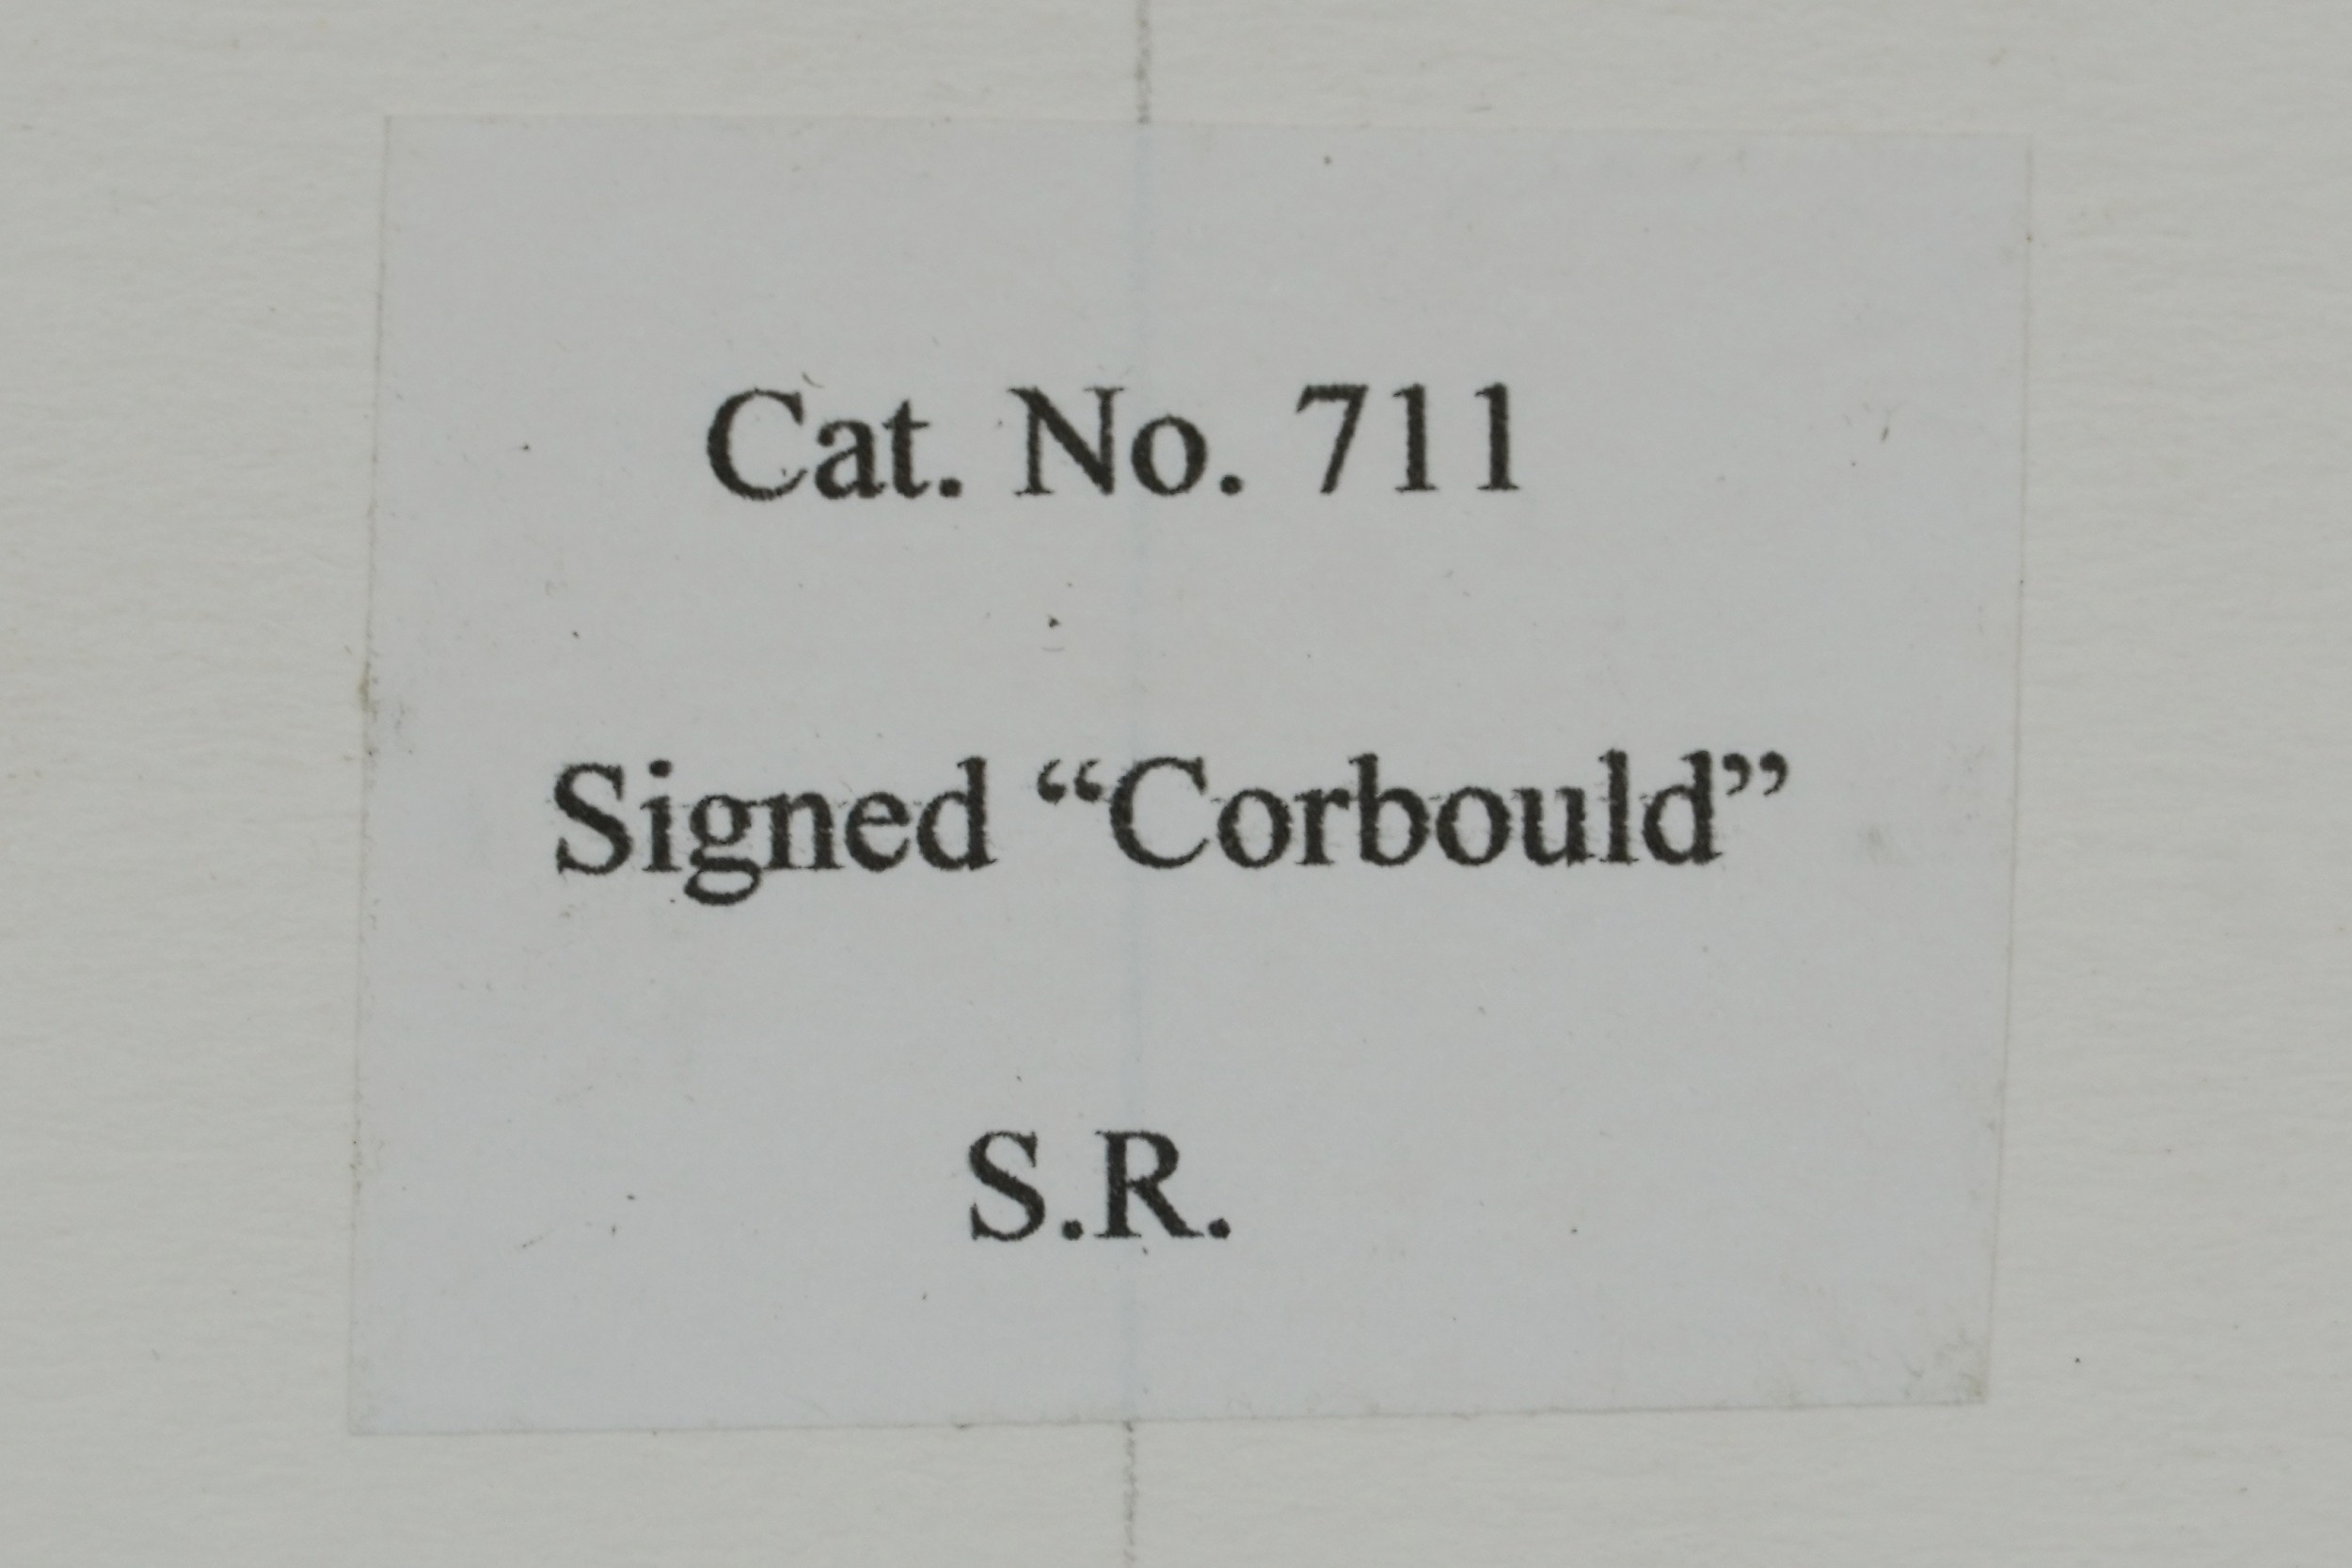 Cat. No. 711
Signed “Corbould”
S.R.